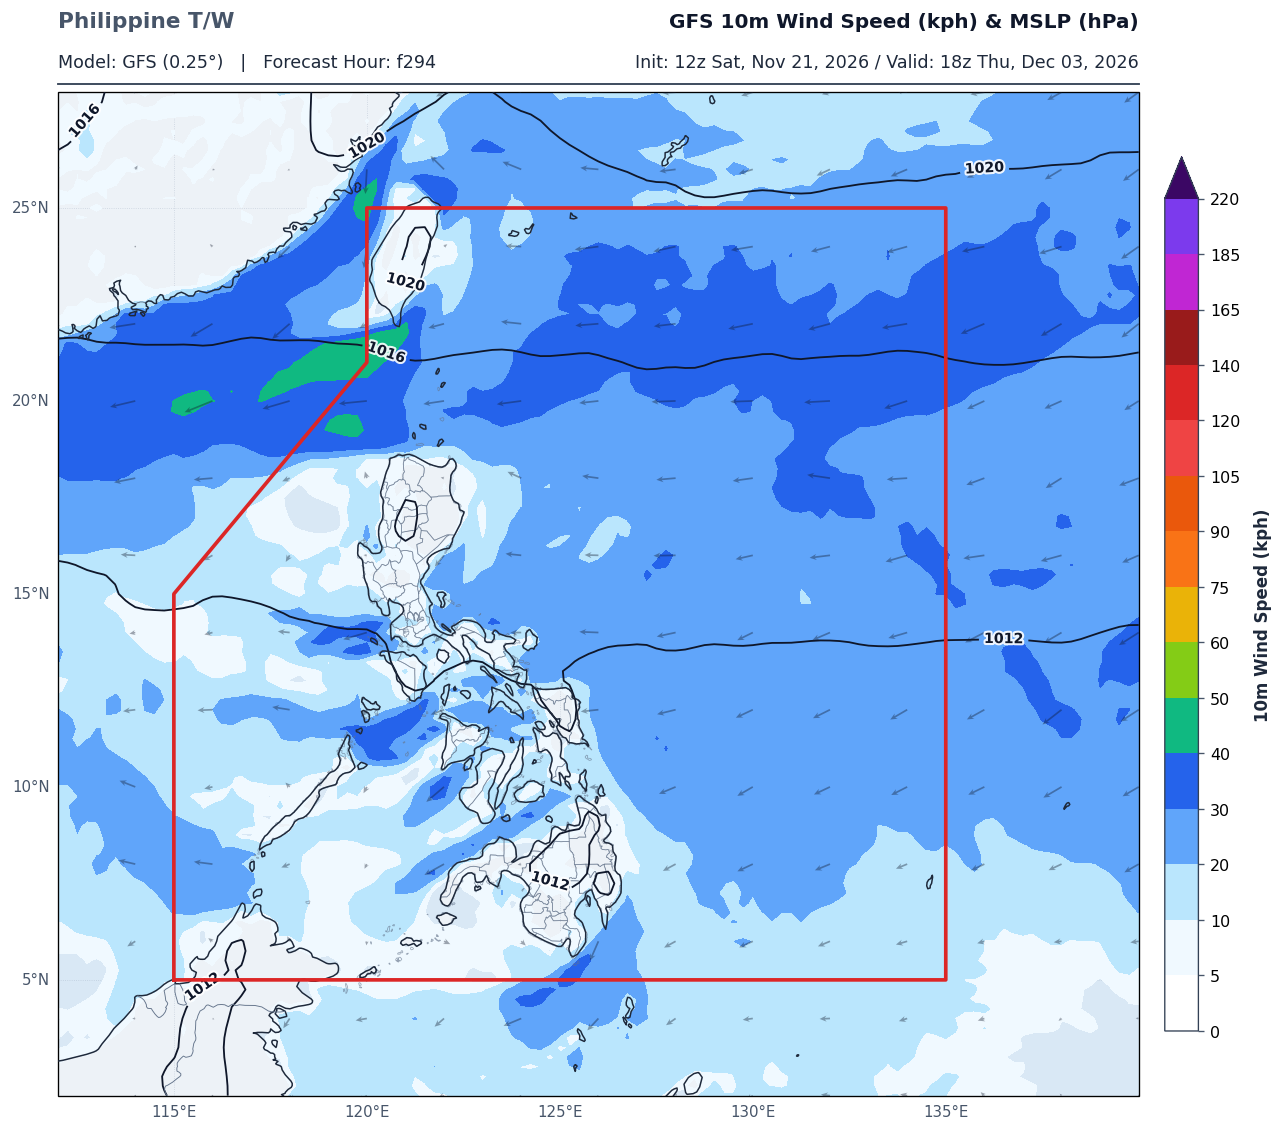 Philippine T/W
GFS 10m Wind Speed (kph) & MSLP (hPa)
Model: GFS (0.25°)   |   Forecast Hour: f294
Init: 12z Sat, Nov 21, 2026 / Valid: 18z Thu, Dec 03, 2026
1016
1020
1020
1020
1016
1012
1012
1012
25°N
20°N
15°N
10°N
5°N
115°E
120°E
125°E
130°E
135°E
220
185
165
140
120
105
90
75
60
50
40
30
20
10
5
0
10m Wind Speed (kph)